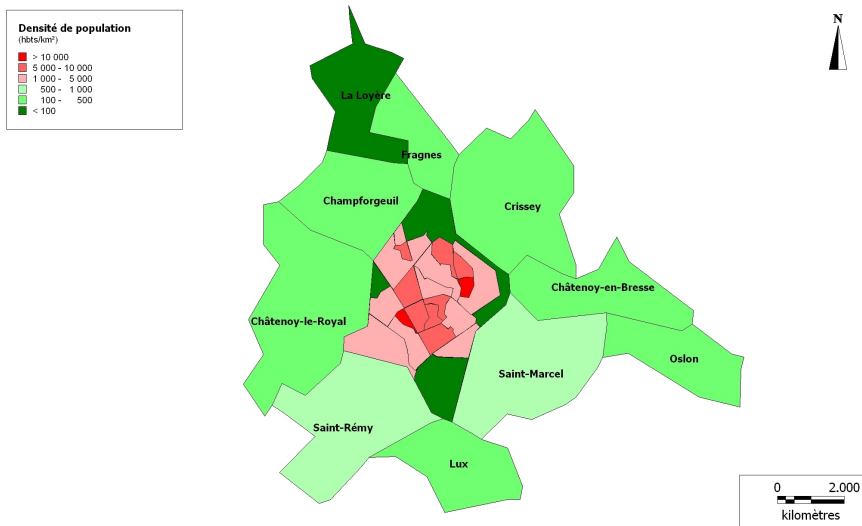 Densité de population
(hbts/km²)
> 10 000
5 000 - 10 000
1 000 - 5 000
500 - 1 000
100 - 500
< 100
N
La Loyère
Fragnes
Champforgeuil
Crissey
Châtenoy-en-Bresse
Châtenoy-le-Royal
Oslon
Saint-Marcel
Saint-Rémy
Lux
0 2.000
kilomètres